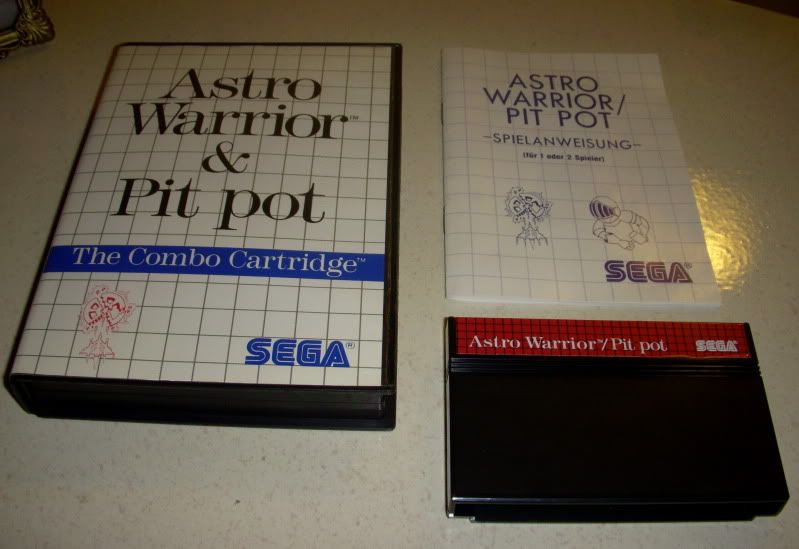 Astro
Warrior™
&
Pit pot
The Combo Cartridge™
SEGA®
ASTRO
WARRIOR/
PIT POT
–SPIELANWEISUNG–
(für 1 oder 2 Spieler)
SEGA®
Astro Warrior™/Pit pot SEGA®